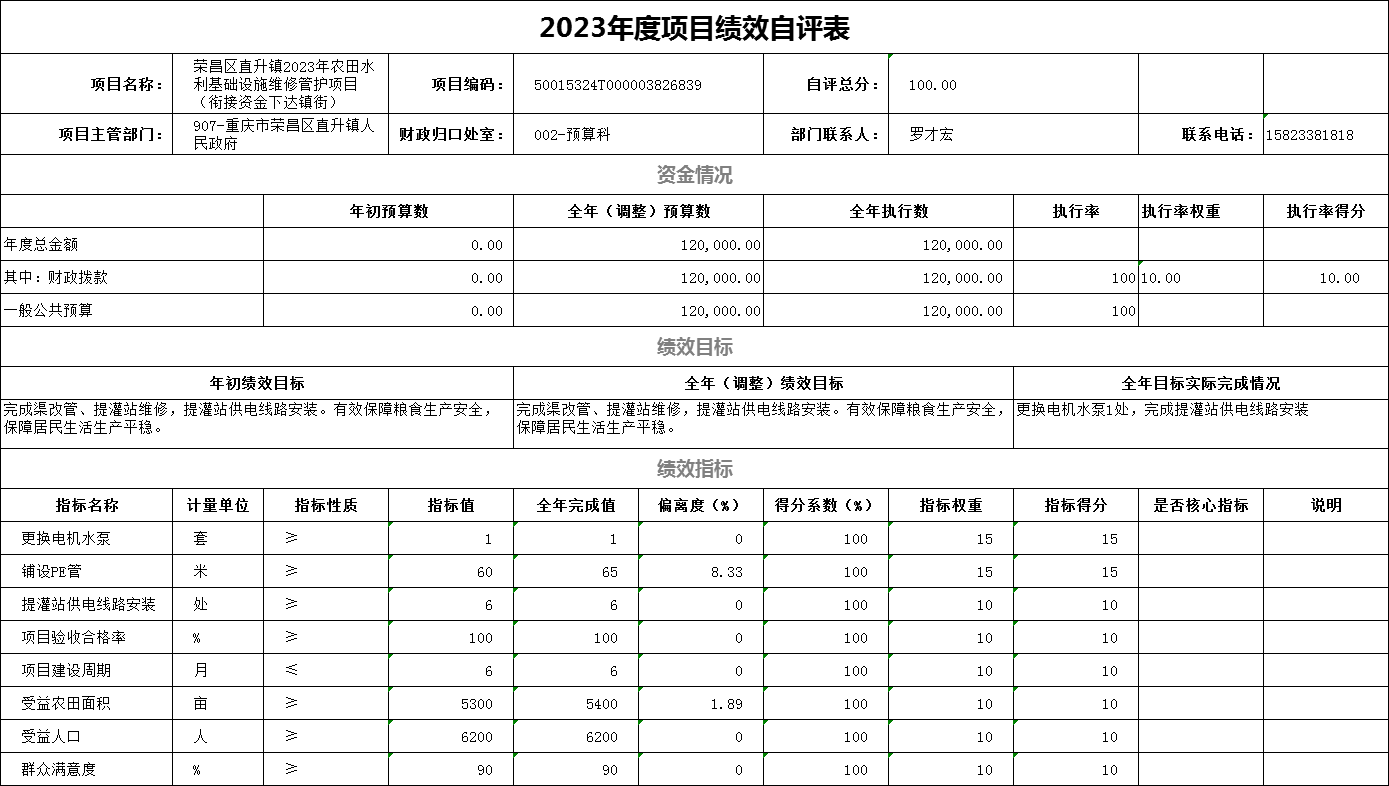 2023年度项目绩效自评表
项目名称：
荣昌区直升镇2023年农田水
利基础设施维修管护项目
（衔接资金下达镇街）
项目编码：
50015324T000003826839
自评总分：
100.00
项目主管部门：
907-重庆市荣昌区直升镇人
民政府
财政归口处室：
002-预算科
部门联系人：
罗才宏
联系电话：
15823381818
资金情况
年初预算数 全年（调整）预算数 全年执行数 执行率 执行率权重 执行率得分
年度总金额 0.00 120,000.00 120,000.00
其中：财政拨款 0.00 120,000.00 120,000.00 100 10.00 10.00
一般公共预算 0.00 120,000.00 120,000.00 100
绩效目标
年初绩效目标 全年（调整）绩效目标 全年目标实际完成情况
完成渠改管、提灌站维修，提灌站供电线路安装。有效保障粮食生产安全，
保障居民生活生产平稳。
完成渠改管、提灌站维修，提灌站供电线路安装。有效保障粮食生产安全，
保障居民生活生产平稳。
更换电机水泵1处，完成提灌站供电线路安装
绩效指标
指标名称 计量单位 指标性质 指标值 全年完成值 偏离度（%） 得分系数（%） 指标权重 指标得分 是否核心指标 说明
更换电机水泵 套 ≥ 1 1 0 100 15 15
铺设PE管 米 ≥ 60 65 8.33 100 15 15
提灌站供电线路安装 处 ≥ 6 6 0 100 10 10
项目验收合格率 % ≥ 100 100 0 100 10 10
项目建设周期 月 ≤ 6 6 0 100 10 10
受益农田面积 亩 ≥ 5300 5400 1.89 100 10 10
受益人口 人 ≥ 6200 6200 0 100 10 10
群众满意度 % ≥ 90 90 0 100 10 10